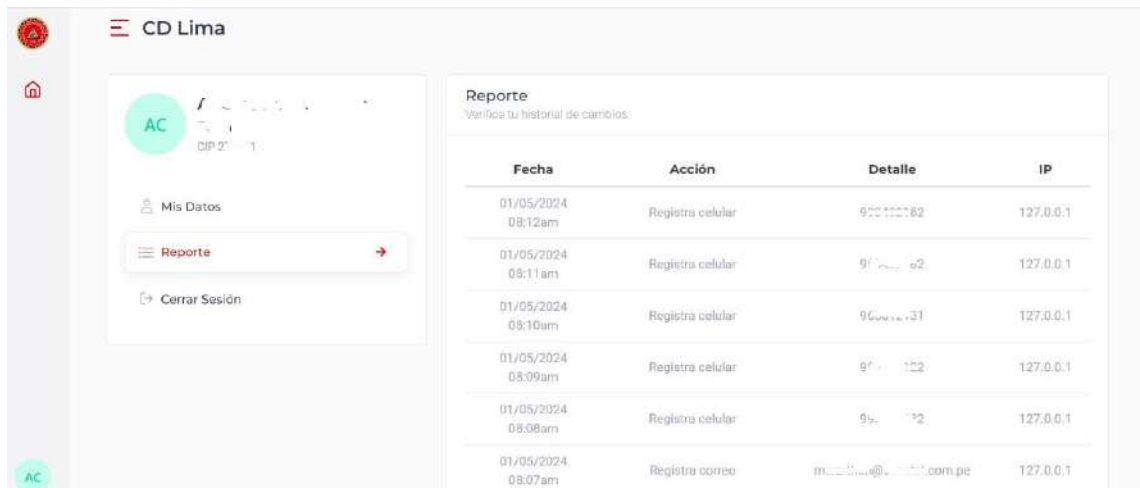 CD Lima
AC
CIP
Mis Datos
Reporte
Cerrar Sesión
AC
Reporte
Verifica tu historial de cambios.
Fecha Acción Detalle IP
01/05/2024
08:12am
Registra celular 127.0.0.1
01/05/2024
08:11am
Registra celular 127.0.0.1
01/05/2024
08:10am
Registra celular 127.0.0.1
01/05/2024
08:09am
Registra celular 127.0.0.1
01/05/2024
08:08am
Registra celular 127.0.0.1
01/05/2024
08:07am
Registra correo 127.0.0.1